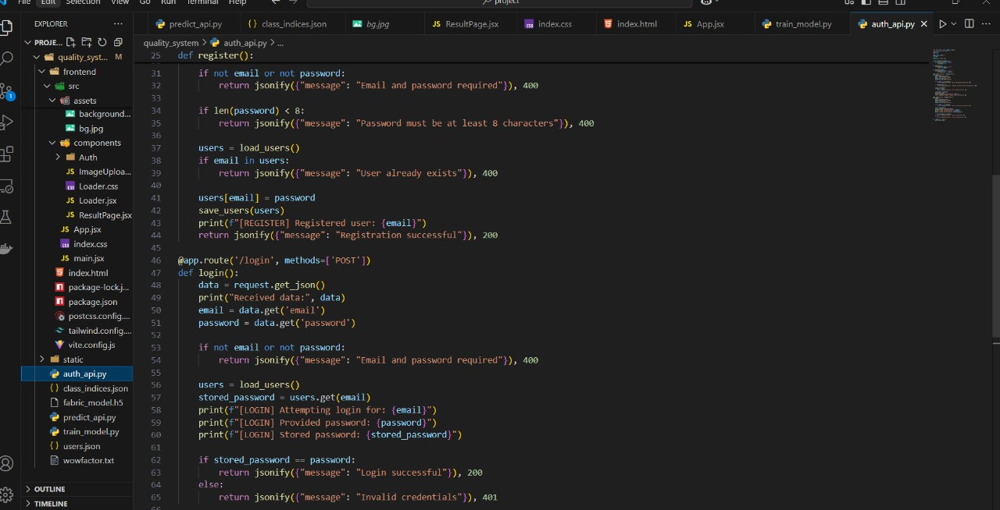 File Edit Selection View Go Run Terminal Help project
EXPLORER
predict_api.py class_indices.json bg.jpg ResultPage.jsx index.css index.html App.jsx train_model.py auth_api.py
PROJE...
quality_syst... M
frontend
src
assets
background...
bg.jpg
components
Auth
JS ImageUploa...
Loader.css
JS Loader.jsx
JS ResultPage.jsx
JS App.jsx
index.css
JS main.jsx
index.html
package-lock.j...
package.json
postcss.config....
tailwind.config....
vite.config.js
static
auth_api.py
class_indices.json
fabric_model.h5
predict_api.py
train_model.py
users.json
wowfactor.txt
OUTLINE
TIMELINE
quality_system > auth_api.py > ...
25 def register():
31 if not email or not password:
32 return jsonify({"message": "Email and password required"}), 400
33
34 if len(password) < 8:
35 return jsonify({"message": "Password must be at least 8 characters"}), 400
36
37 users = load_users()
38 if email in users:
39 return jsonify({"message": "User already exists"}), 400
40
41 users[email] = password
42 save_users(users)
43 print(f"[REGISTER] Registered user: {email}")
44 return jsonify({"message": "Registration successful"}), 200
45
46 @app.route('/login', methods=['POST'])
47 def login():
48 data = request.get_json()
49 print("Received data:", data)
50 email = data.get('email')
51 password = data.get('password')
52
53 if not email or not password:
54 return jsonify({"message": "Email and password required"}), 400
55
56 users = load_users()
57 stored_password = users.get(email)
58 print(f"[LOGIN] Attempting login for: {email}")
59 print(f"[LOGIN] Provided password: {password}")
60 print(f"[LOGIN] Stored password: {stored_password}")
61
62 if stored_password == password:
63 return jsonify({"message": "Login successful"}), 200
64 else:
65 return jsonify({"message": "Invalid credentials"}), 401